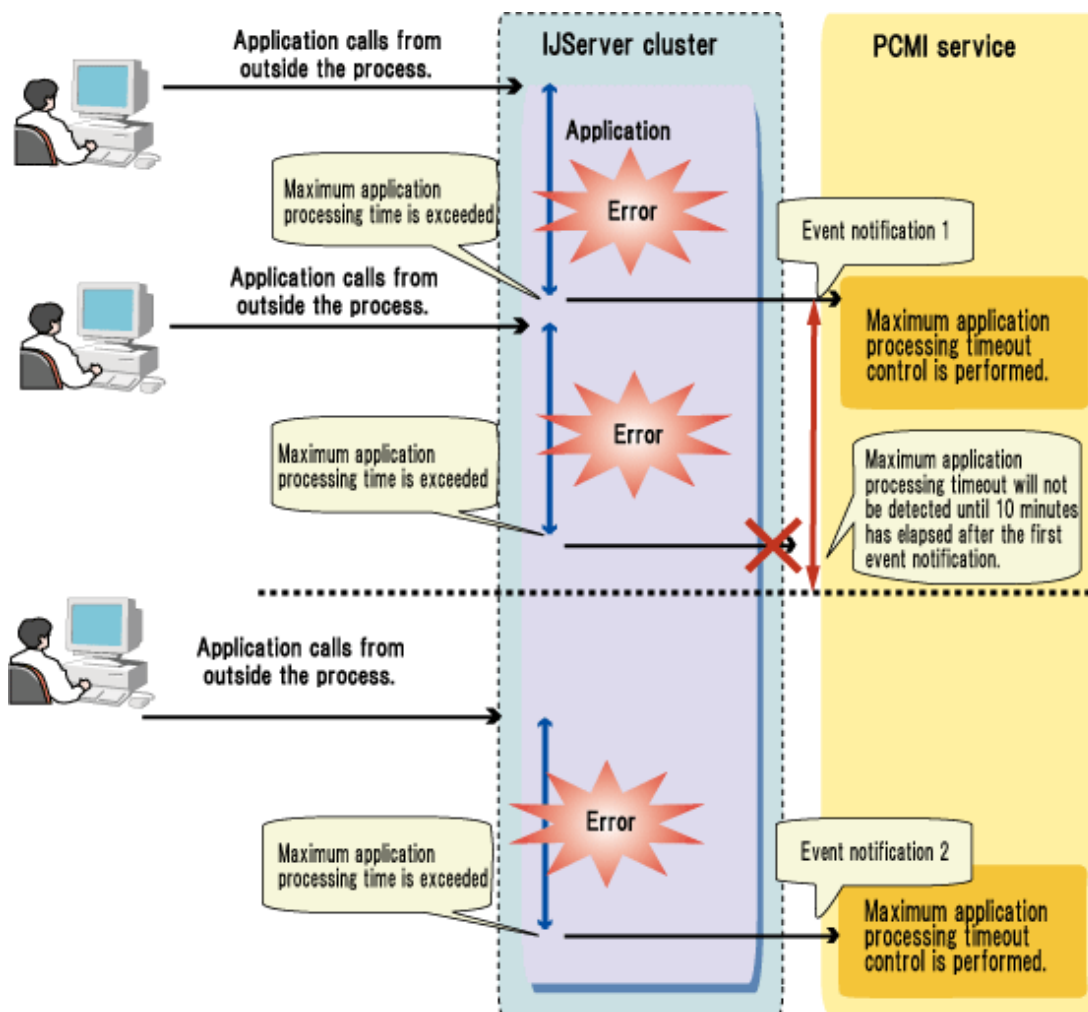 Application calls from
outside the process.
IJServer cluster
PCMI service
Application
Error
Maximum application
processing time is exceeded
Event notification 1
Application calls from
outside the process.
Maximum application
processing timeout
control is performed.
Error
Maximum application
processing time is exceeded
Maximum application
processing timeout will not
be detected until 10 minutes
has elapsed after the first
event notification.
Application calls from
outside the process.
Error
Maximum application
processing time is exceeded
Event notification 2
Maximum application
processing timeout
control is performed.